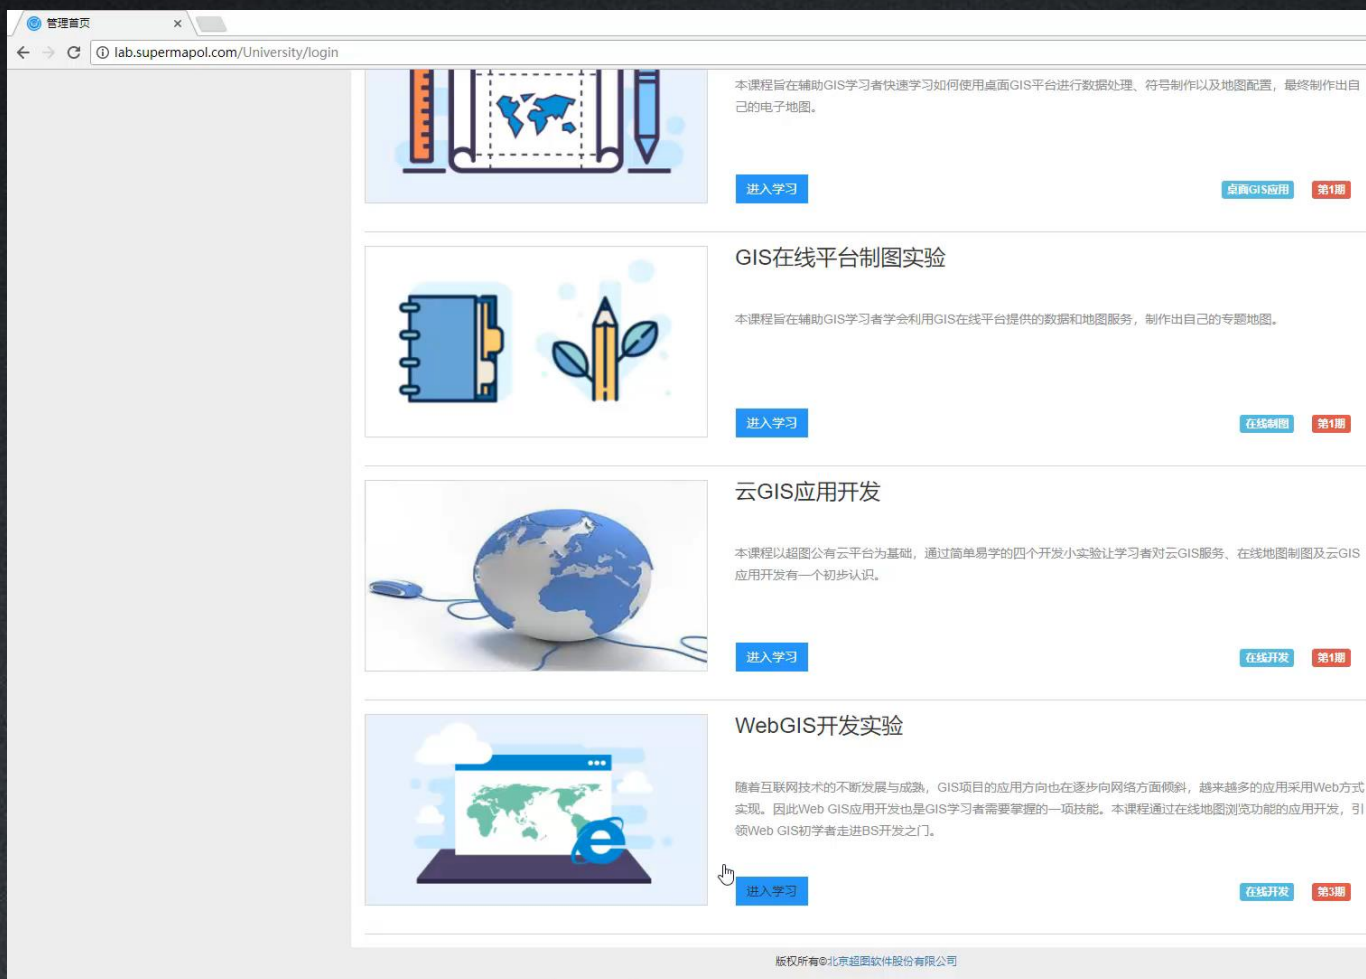 管理首页
lab.supermapol.com/University/login
本课程旨在辅助GIS学习者快速学习如何使用桌面GIS平台进行数据处理、符号制作以及地图配置，最终制作出自
己的电子地图。
进入学习
桌面GIS应用 第1期
GIS在线平台制图实验
本课程旨在辅助GIS学习者学会利用GIS在线平台提供的数据和地图服务，制作出自己的专题地图。
进入学习
在线制图 第1期
云GIS应用开发
本课程以超图公有云平台为基础，通过简单易学的四个开发小实验让学习者对云GIS服务、在线地图制图及云GIS
应用开发有一个初步认识。
进入学习
在线开发 第1期
WebGIS开发实验
随着互联网技术的不断发展与成熟，GIS项目的应用方向也在逐步向网络方面倾斜，越来越多的应用采用Web方式
实现。因此Web GIS应用开发也是GIS学习者需要掌握的一项技能。本课程通过在线地图浏览功能的应用开发，引
领Web GIS初学者走进BS开发之门。
进入学习
在线开发 第3期
版权所有©北京超图软件股份有限公司